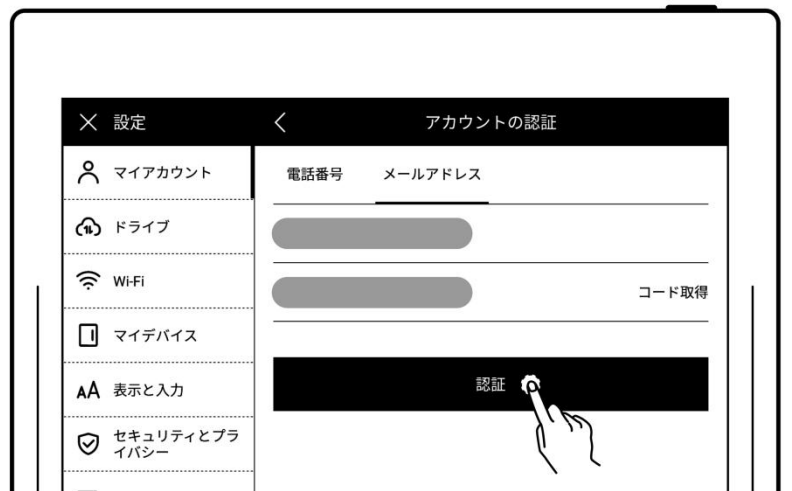 設定
アカウントの認証
マイアカウント
ドライブ
Wi-Fi
マイデバイス
AA 表示と入力
セキュリティとプラ
イバシー
電話番号 メールアドレス
コード取得
認証